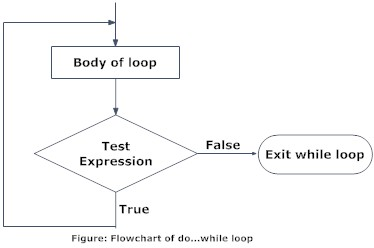 Body of loop
Test
Expression
False
Exit while loop
True
Figure: Flowchart of do...while loop